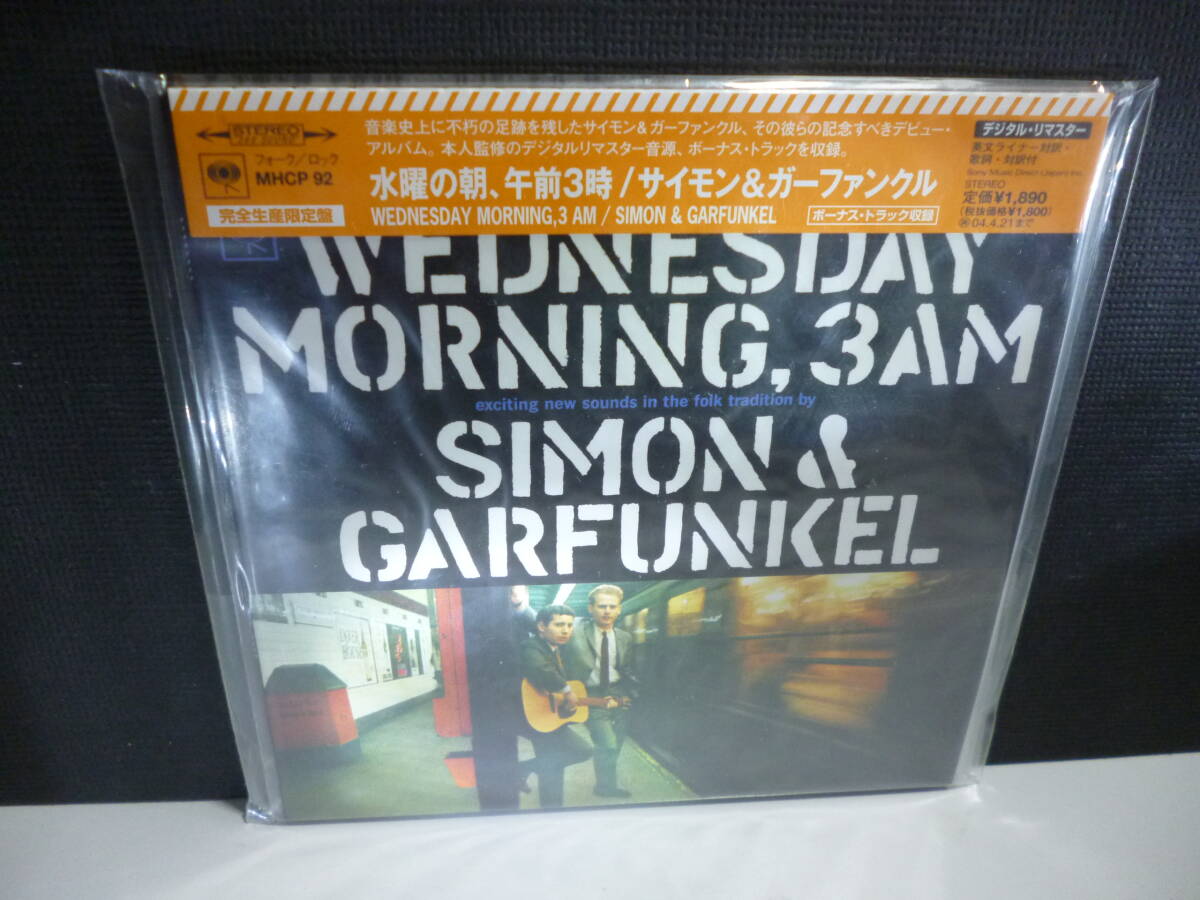 STEREO
フォーク/ロック
MHCP 92
完全生産限定盤
音楽史上に不朽の足跡を残したサイモン&ガーファンクル、その彼らの記念すべきデビュー・
アルバム。本人監修のデジタルリマスター音源、ボーナス・トラックを収録。
水曜の朝、午前3時/サイモン&ガーファンクル
WEDNESDAY MORNING,3 AM / SIMON & GARFUNKEL
ボーナス・トラック収録
デジタル・リマスター
英文ライナー対訳・
歌詞・対訳付
Sony Music Direct (Japan) Inc.
STEREO
定価¥1,890
(税抜価格¥1,800)
04.4.21まで
WEDNESDAY
MORNING, 3AM
exciting new sounds in the folk tradition by
SIMON &
GARFUNKEL